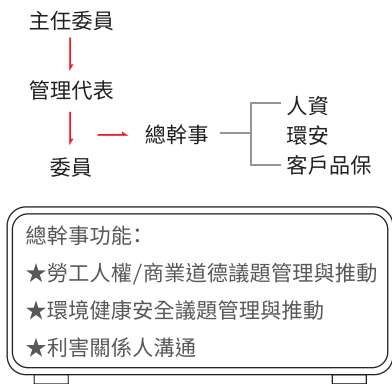 主任委員
管理代表
委員
總幹事
人資
環安
客戶品保
總幹事功能：
★勞工人權/商業道德議題管理與推動
★環境健康安全議題管理與推動
★利害關係人溝通